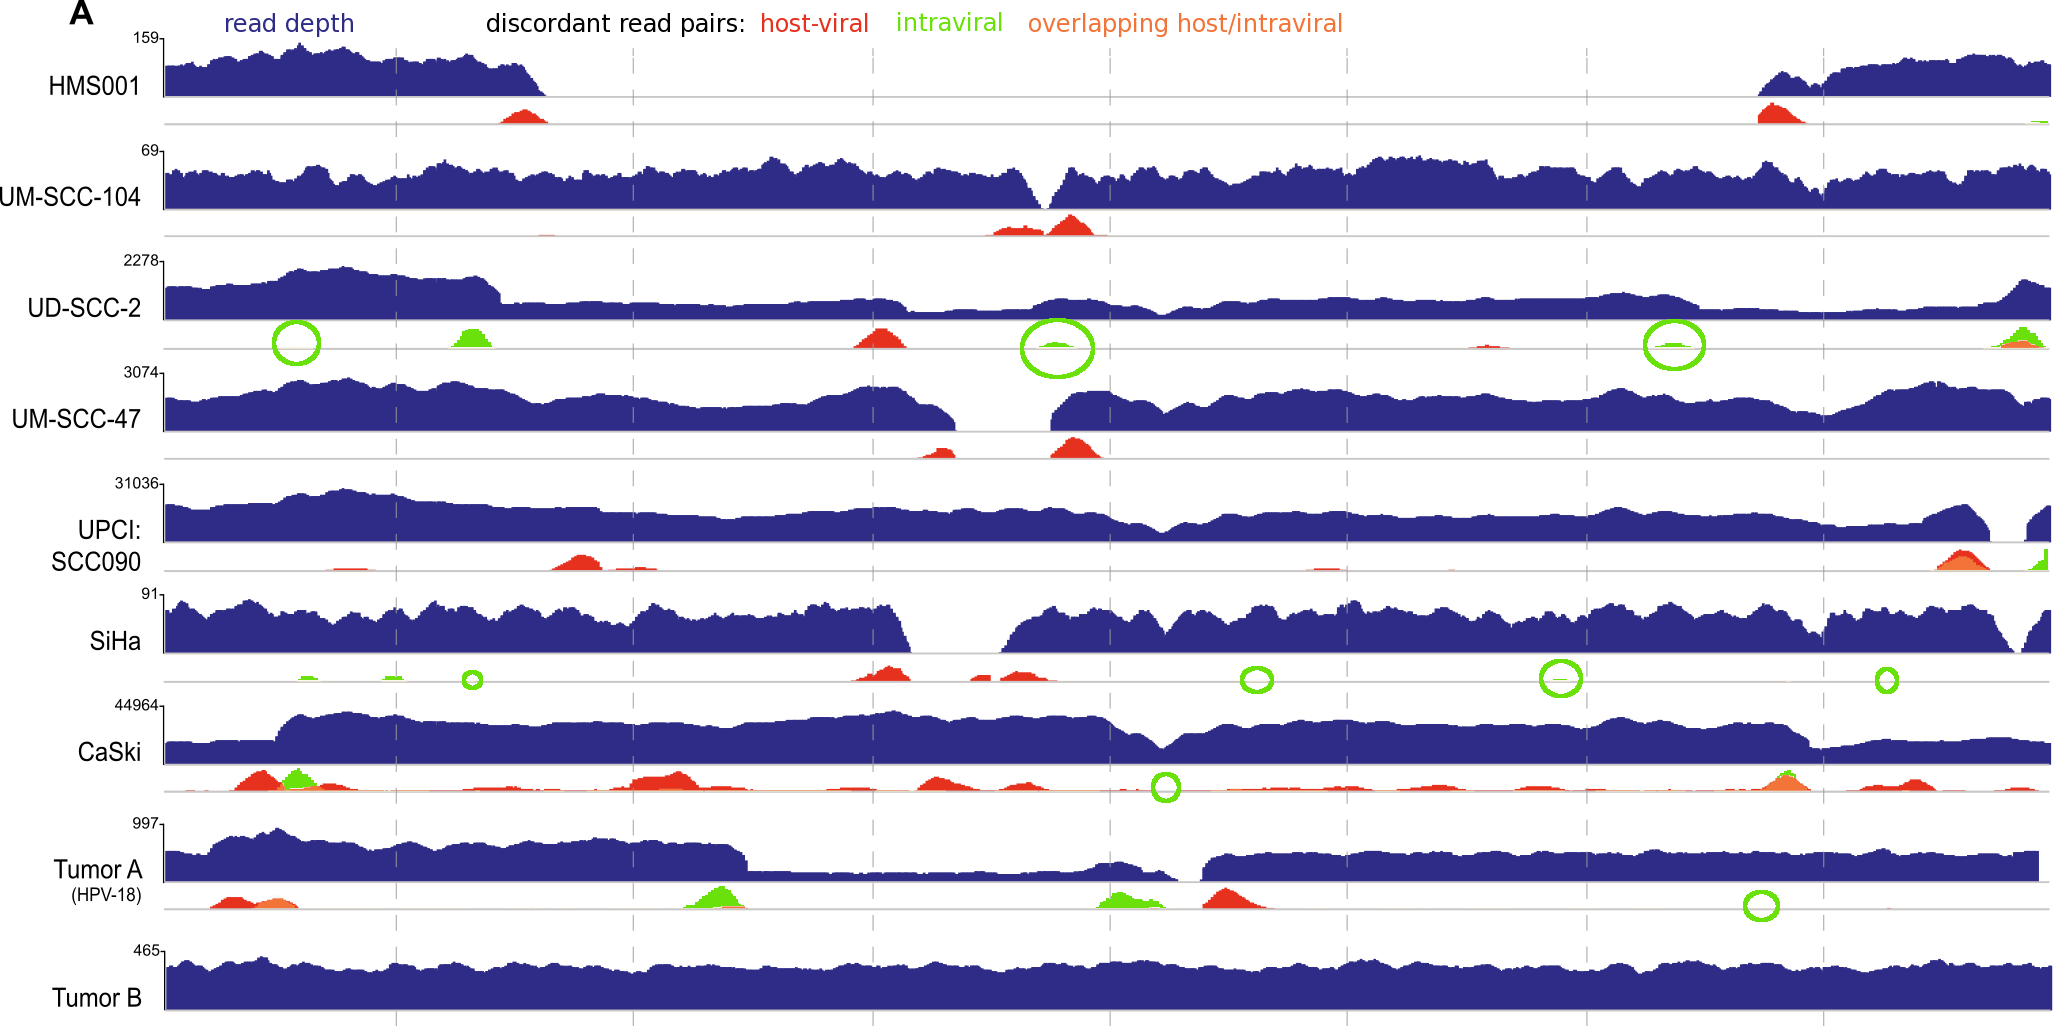 A
read depth discordant read pairs: host-viral intraviral overlapping host/intraviral
159
HMS001
69
UM-SCC-104
2278
UD-SCC-2
3074
UM-SCC-47
31036
UPCI:
SCC090
91
SiHa
44964
CaSki
997
Tumor A
(HPV-18)
465
Tumor B